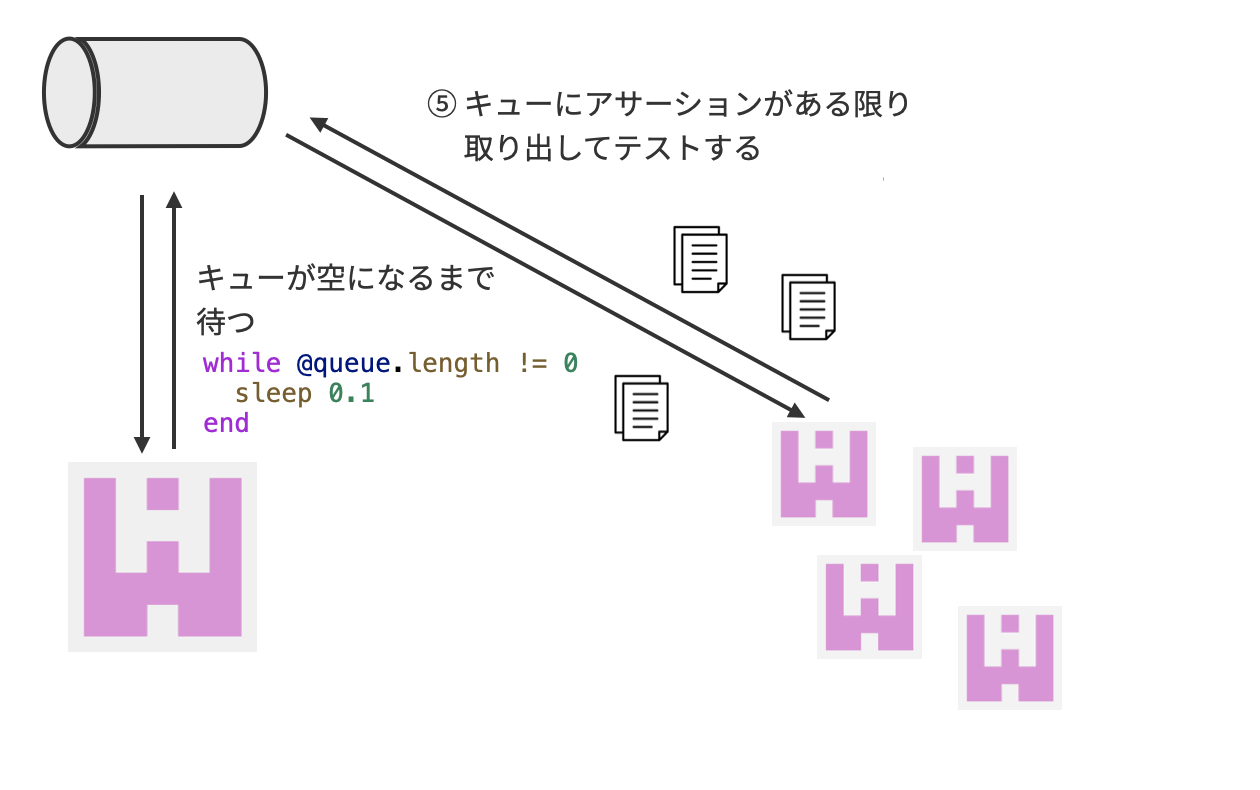 ⑤ キューにアサーションがある限り
取り出してテストする
キューが空になるまで
待つ
while @queue.length != 0
  sleep 0.1
end